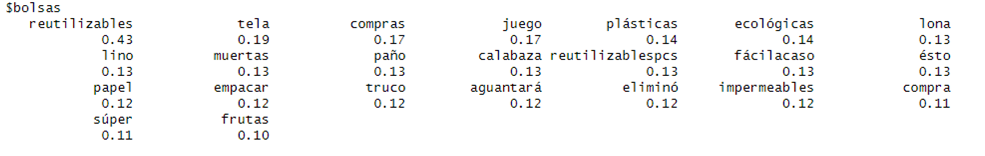 $bolsas
reutilizables tela compras juego plásticas ecológicas lona
0.43 0.19 0.17 0.17 0.14 0.14 0.13
lino muertas paño calabaza reutilizablespcs fácilacaso ésto
0.13 0.13 0.13 0.13 0.13 0.13 0.13
papel empacar truco aguantará eliminó impermeables compra
0.12 0.12 0.12 0.12 0.12 0.12 0.11
súper frutas
0.11 0.10